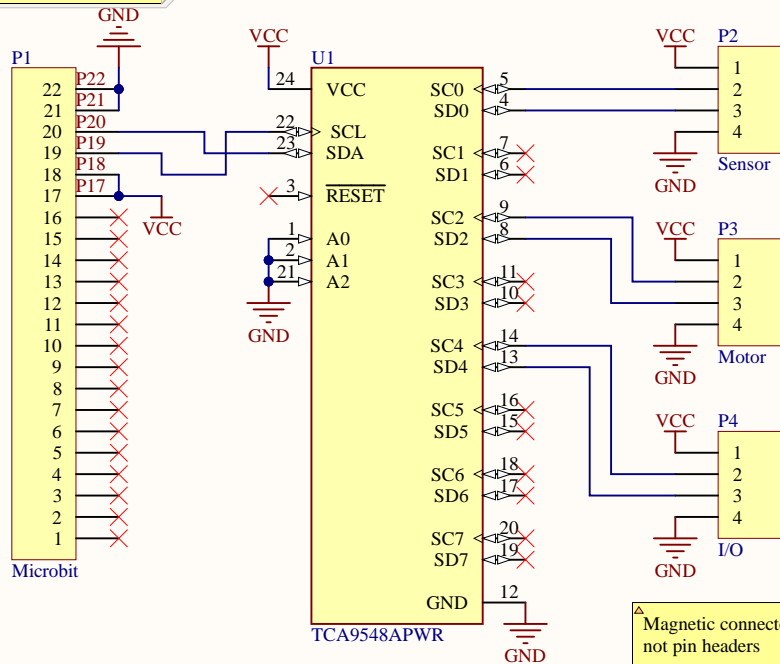 GND
P1
22 P22
21 P21
20 P20
19 P19
18 P18
17 P17
VCC
16
15
14
13
12
11
10
9
8
7
6
5
4
3
2
1
Microbit
VCC
U1
24 VCC
22 SCL
23 SDA
3 RESET
1 A0
2 A1
21 A2
GND
SC0 5
SD0 4
SC1 7
SD1 6
SC2 9
SD2 8
SC3 11
SD3 10
SC4 14
SD4 13
SC5 16
SD5 15
SC6 18
SD6 17
SC7 20
SD7 19
GND 12
GND
TCA9548APWR
VCC
P2
1
2
3
4
GND
Sensor
VCC
P3
1
2
3
4
GND
Motor
VCC
P4
1
2
3
4
GND
I/O
Magnetic connect
not pin headers